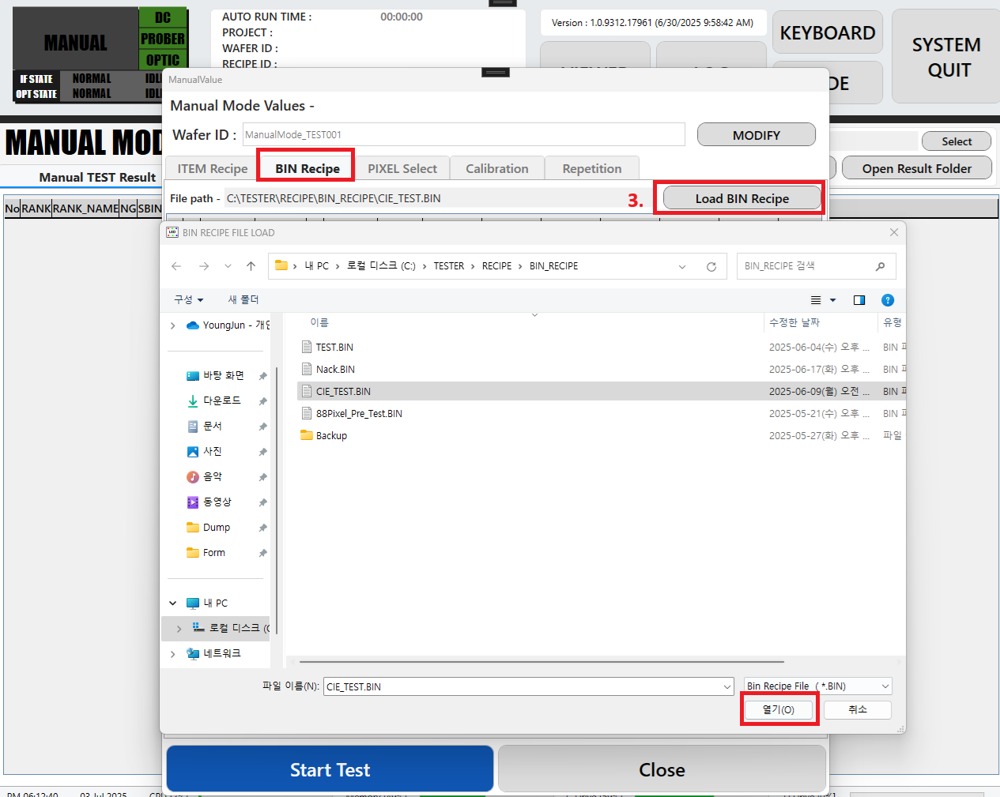 MANUAL
DC
PROBER
OPTIC
IF STATE NORMAL IDL
OPT STATE NORMAL IDL
AUTO RUN TIME : 00:00:00
PROJECT :
WAFER ID :
RECIPE ID :
Version : 1.0.9312.17961 (6/30/2025 9:58:42 AM)
KEYBOARD
DE
SYSTEM
QUIT
MANUAL MOD
Select
Manual TEST Result
Open Result Folder
No RANK RANK_NAME NG SBIN
ManualValue
Manual Mode Values -
Wafer ID : ManualMode_TEST001 MODIFY
ITEM Recipe BIN Recipe PIXEL Select Calibration Repetition
File path - C:\TESTER\RECIPE\BIN_RECIPE\CIE_TEST.BIN 3. Load BIN Recipe
BIN RECIPE FILE LOAD
내 PC 로컬 디스크 (C:) TESTER RECIPE BIN_RECIPE BIN_RECIPE 검색
구성 새 폴더
YoungJun - 개인
바탕 화면
다운로드
문서
사진
음악
동영상
Dump
Form
내 PC
로컬 디스크 (C
네트워크
이름 수정한 날짜 유형
TEST.BIN 2025-06-04(수) 오후 ... BIN 파
Nack.BIN 2025-06-17(화) 오후 ... BIN 파
CIE_TEST.BIN 2025-06-09(월) 오전 ... BIN 파
88Pixel_Pre_Test.BIN 2025-05-21(수) 오후 ... BIN 파
Backup 2025-05-27(화) 오후 ... 파일
파일 이름(N): CIE_TEST.BIN Bin Recipe File ( *.BIN)
열기(O) 취소
Start Test Close
PM 06:12:40 03 Jul 2025